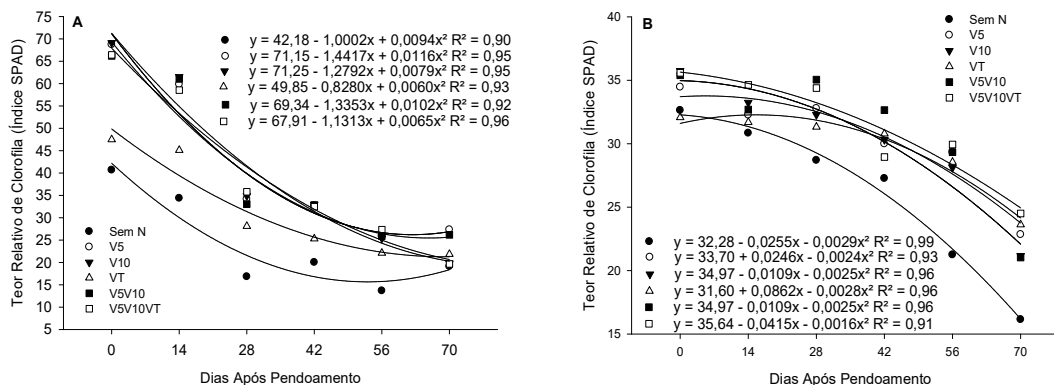 A
Teor Relativo de Clorofila (Índice SPAD)
75
70
65
60
55
50
45
40
35
30
25
20
15
10
5
y = 42,18 - 1,0002x + 0,0094x² R² = 0,90
y = 71,15 - 1,4417x + 0,0116x² R² = 0,95
y = 71,25 - 1,2792x + 0,0079x² R² = 0,95
y = 49,85 - 0,8280x + 0,0060x² R² = 0,93
y = 69,34 - 1,3353x + 0,0102x² R² = 0,92
y = 67,91 - 1,1313x + 0,0065x² R² = 0,96
Sem N
V5
V10
VT
V5V10
V5V10VT
0 14 28 42 56 70
Dias Após Pendoamento
B
Teor Relativo de Clorofila (Índice SPAD)
40
35
30
25
20
15
Sem N
V5
V10
VT
V5V10
V5V10VT
y = 32,28 - 0,0255x - 0,0029x² R² = 0,99
y = 33,70 + 0,0246x - 0,0024x² R² = 0,93
y = 34,97 - 0,0109x - 0,0025x² R² = 0,96
y = 31,60 + 0,0862x - 0,0028x² R² = 0,96
y = 34,97 - 0,0109x - 0,0025x² R² = 0,96
y = 35,64 - 0,0415x - 0,0016x² R² = 0,91
0 14 28 42 56 70
Dias Após Pendoamento